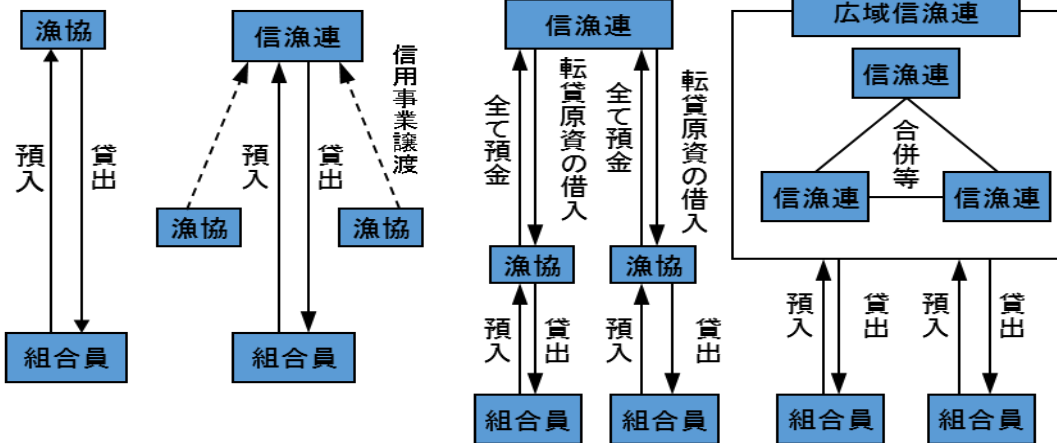 漁協
預入
貸出
組合員
信漁連
信用事業譲渡
預入
貸出
漁協
漁協
組合員
信漁連
全て預金
転貸原資の借入
全て預金
転貸原資の借入
漁協
漁協
預入
貸出
預入
貸出
組合員
組合員
広域信漁連
信漁連
合併等
信漁連
信漁連
預入
貸出
預入
貸出
組合員
組合員